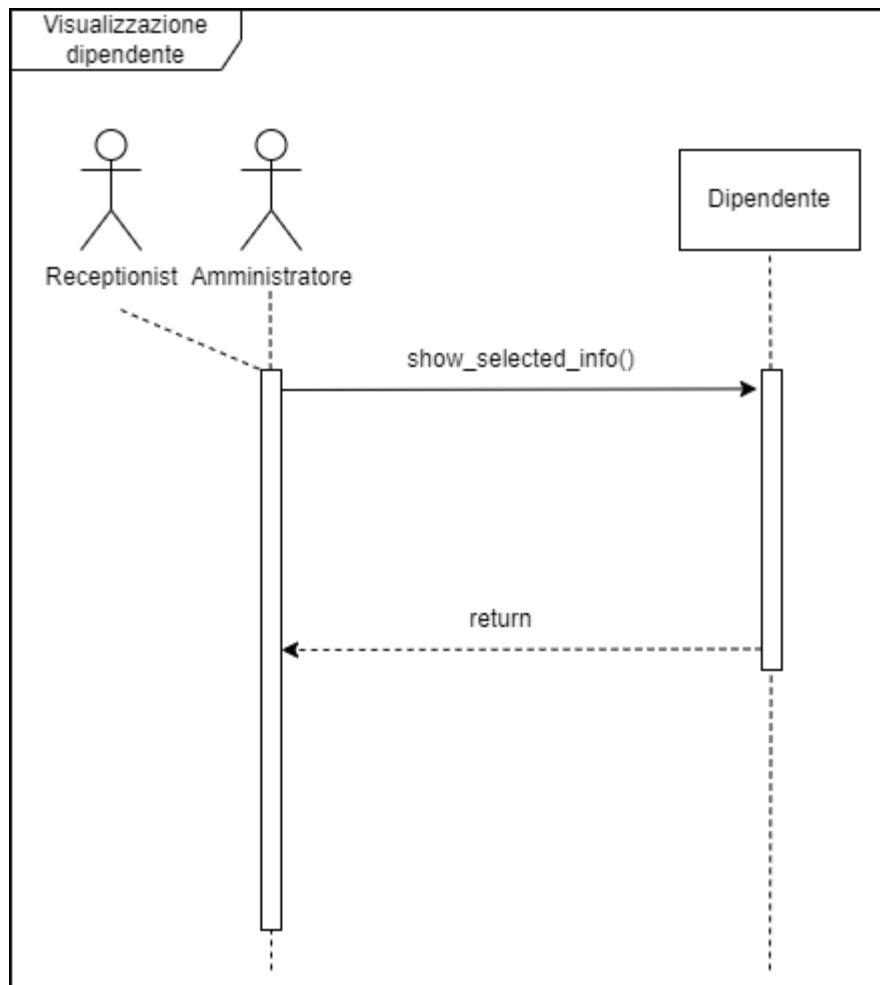 Visualizzazione
dipendente
Receptionist
Amministratore
Dipendente
show_selected_info()
return